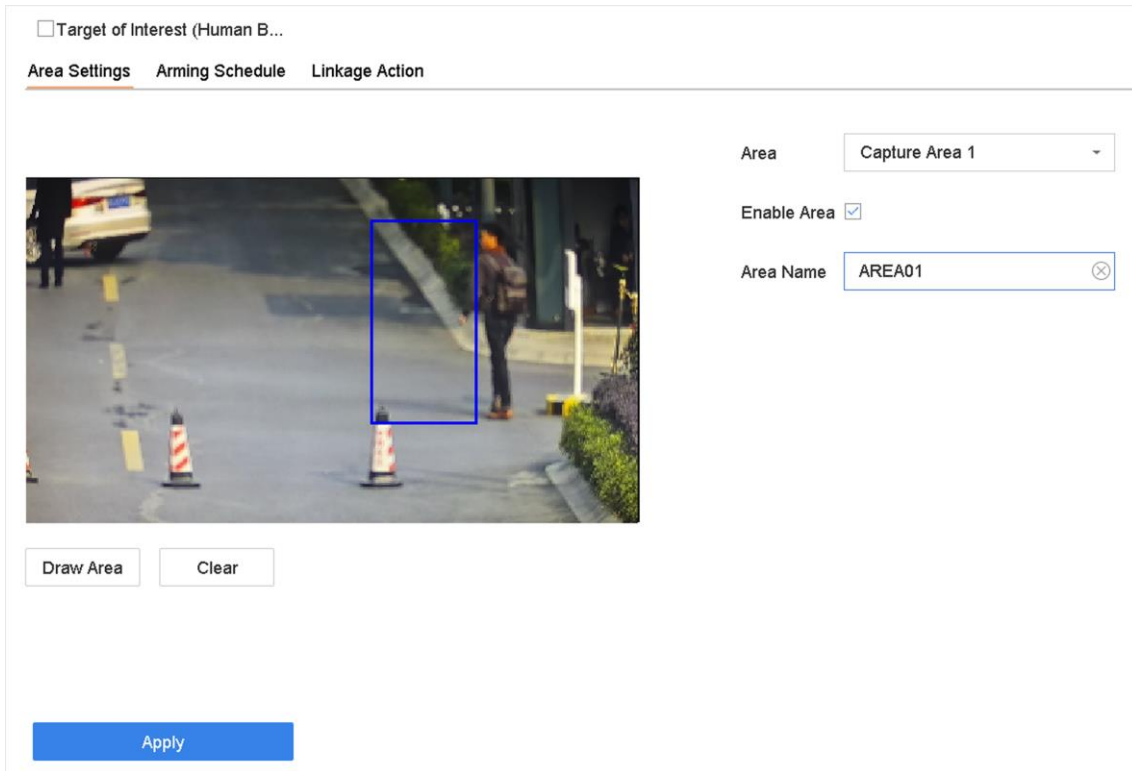 Target of Interest (Human B...
Area Settings Arming Schedule Linkage Action
Area Capture Area 1
Enable Area
Area Name AREA01
Draw Area Clear
Apply